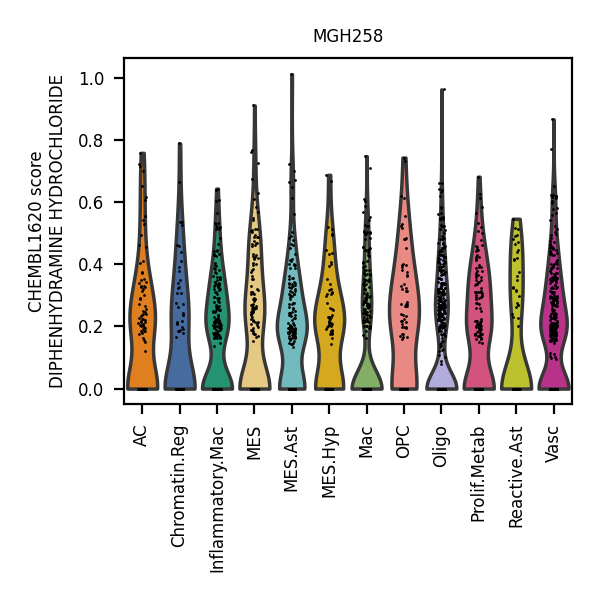 MGH258
CHEMBL1620 score
DIPHENHYDRAMINE HYDROCHLORIDE
1.0
0.8
0.6
0.4
0.2
0.0
AC
Chromatin.Reg
Inflammatory.Mac
MES
MES.Ast
MES.Hyp
Mac
OPC
Oligo
Prolif.Metab
Reactive.Ast
Vasc